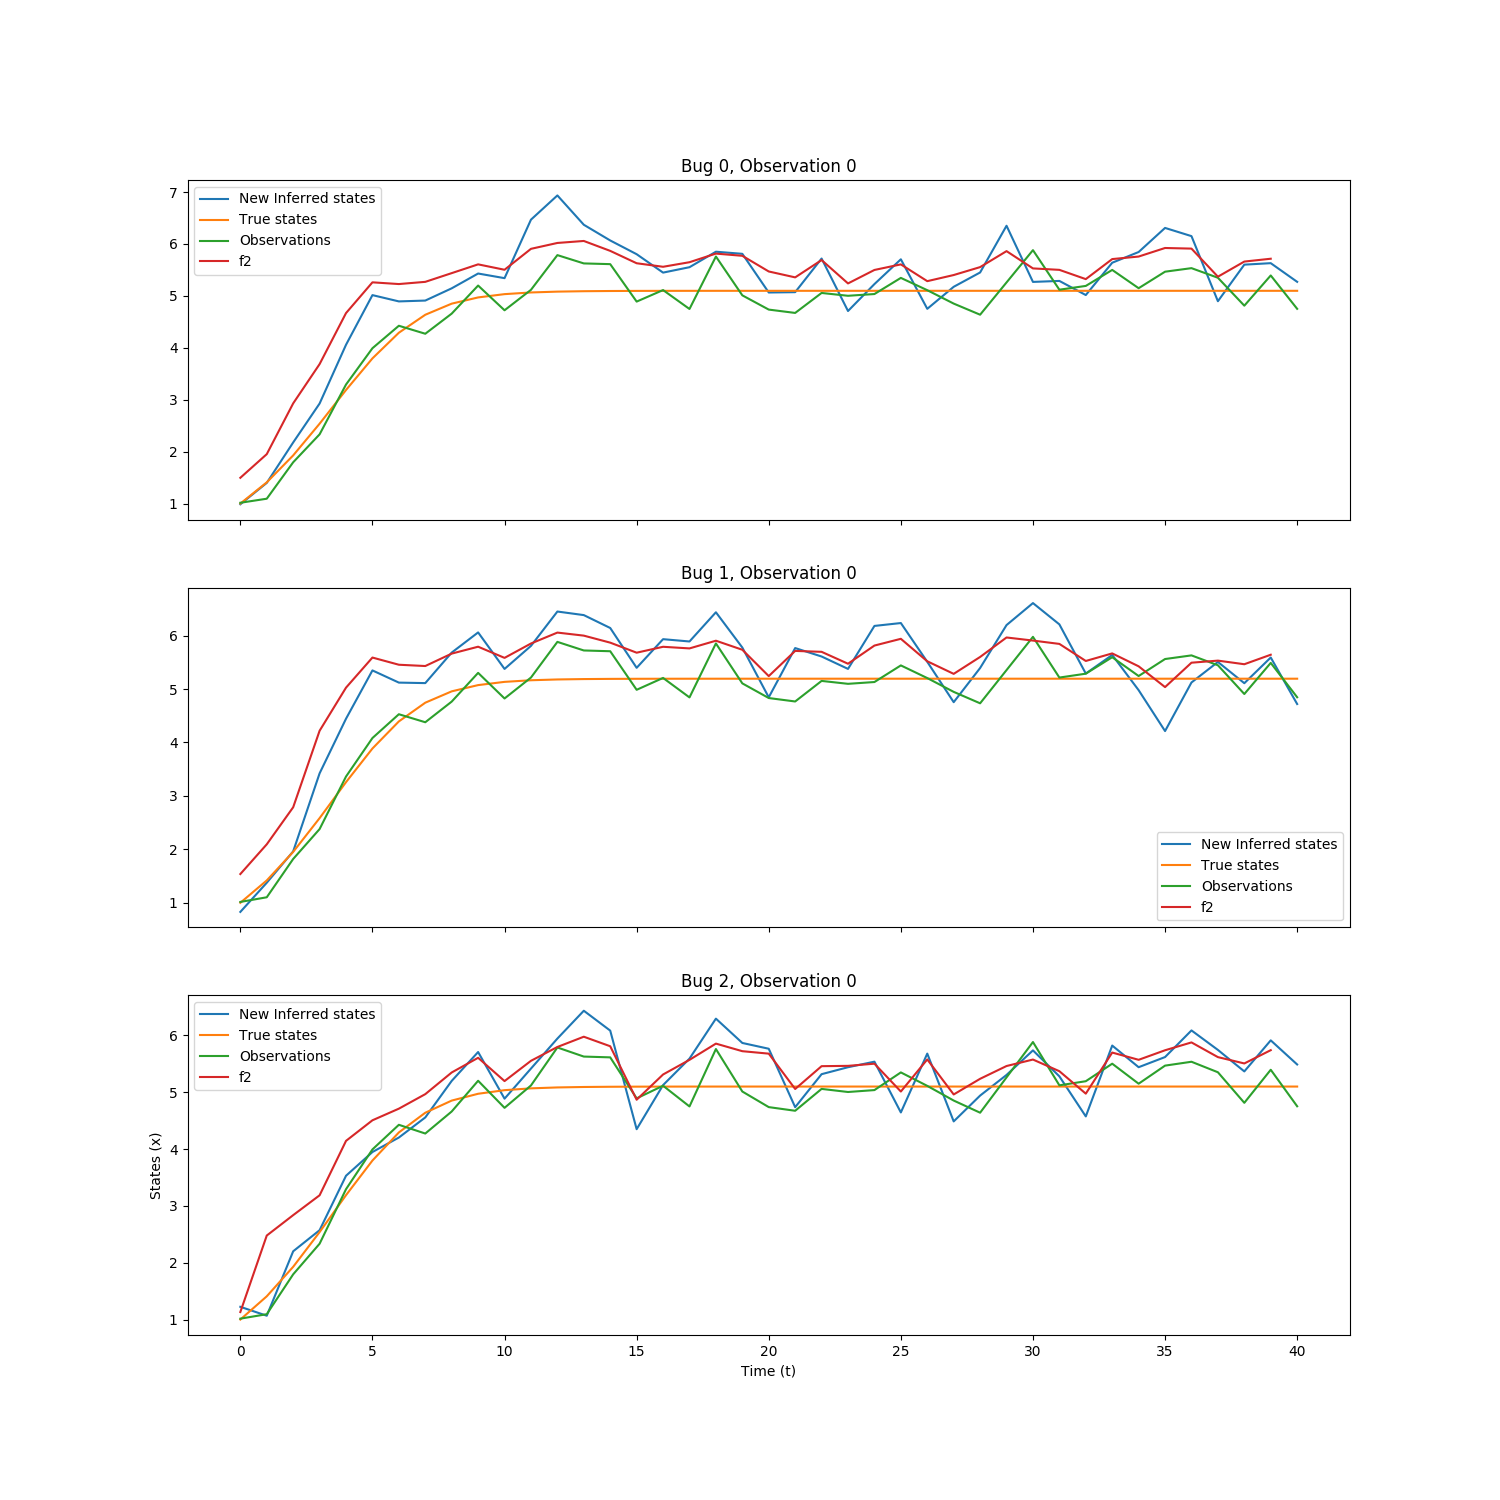 Bug 0, Observation 0
7
6
5
4
3
2
1
New Inferred states
True states
Observations
f2
Bug 1, Observation 0
6
5
4
3
2
1
New Inferred states
True states
Observations
f2
Bug 2, Observation 0
6
5
4
3
2
1
New Inferred states
True states
Observations
f2
States (x)
0 5 10 15 20 25 30 35 40
Time (t)